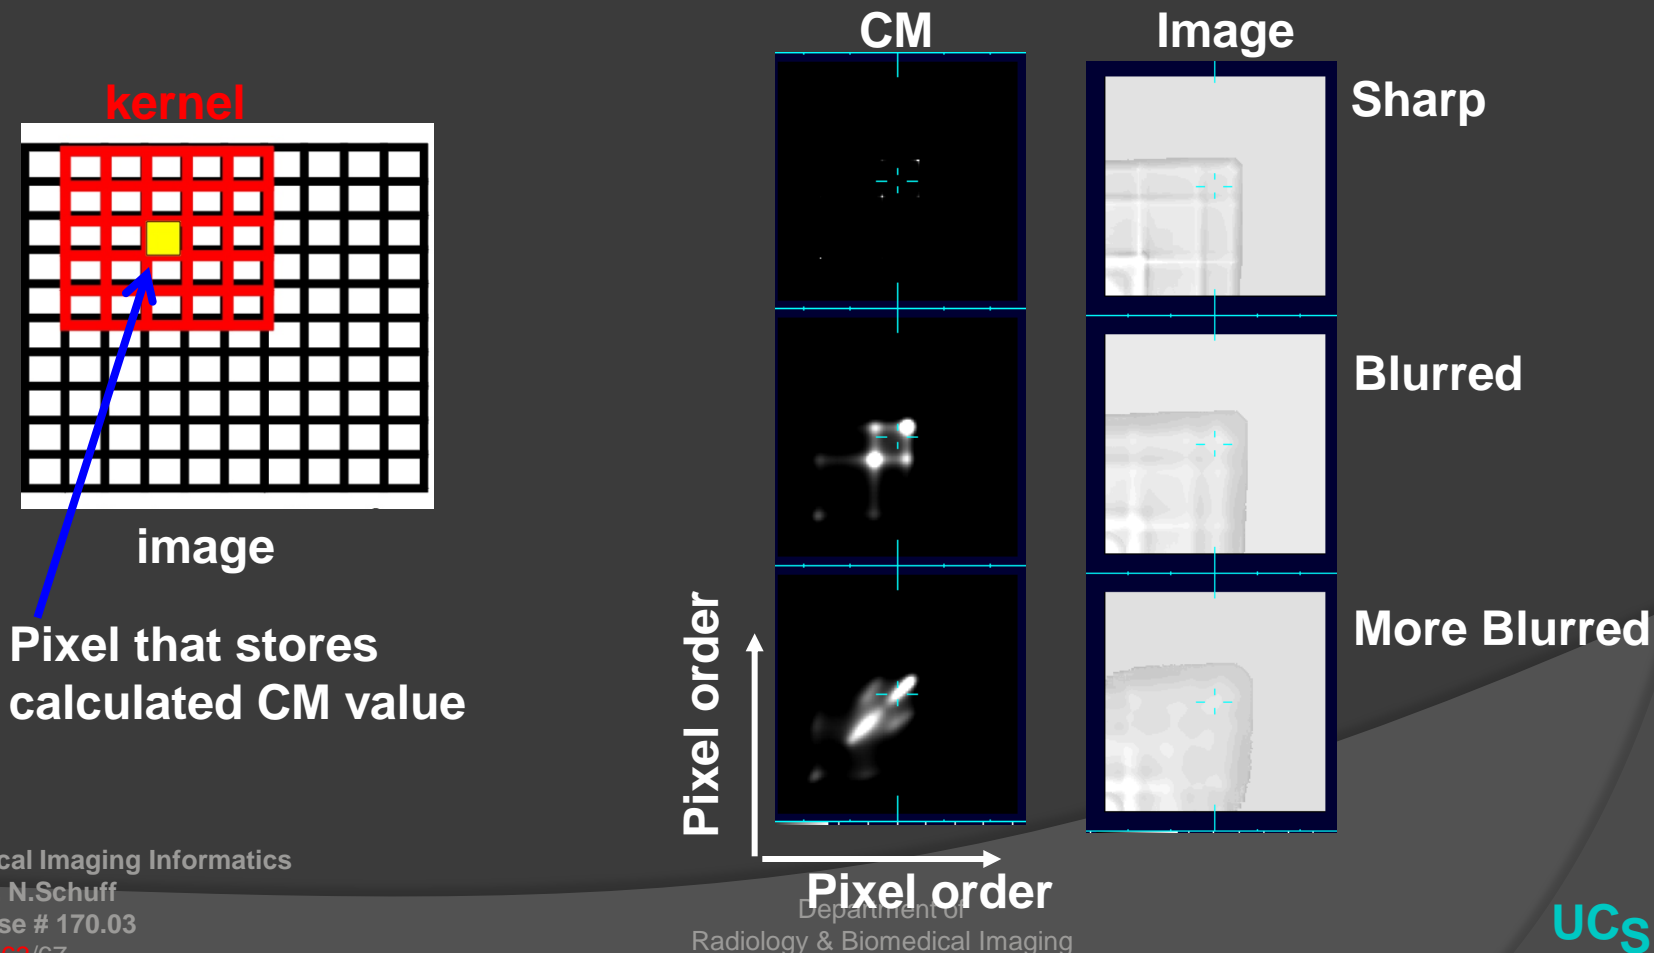 CM
Image
kernel
Sharp
image
Blurred
Pixel that stores
calculated CM value
More Blurred
Pixel order
Pixel order
cal Imaging Informatics
N.Schuff
se # 170.03
/67
Department of
Radiology & Biomedical Imaging
UCS